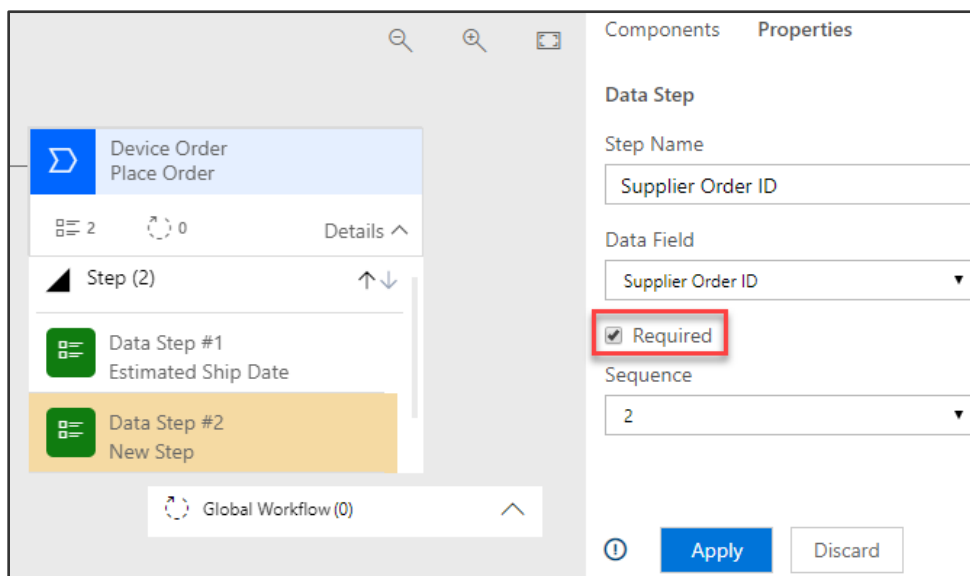 Device Order
Place Order
2
0
Details
Step (2)
Data Step #1
Estimated Ship Date
Data Step #2
New Step
Global Workflow (0)
Components Properties
Data Step
Step Name
Supplier Order ID
Data Field
Supplier Order ID
Required
Sequence
2
Apply
Discard